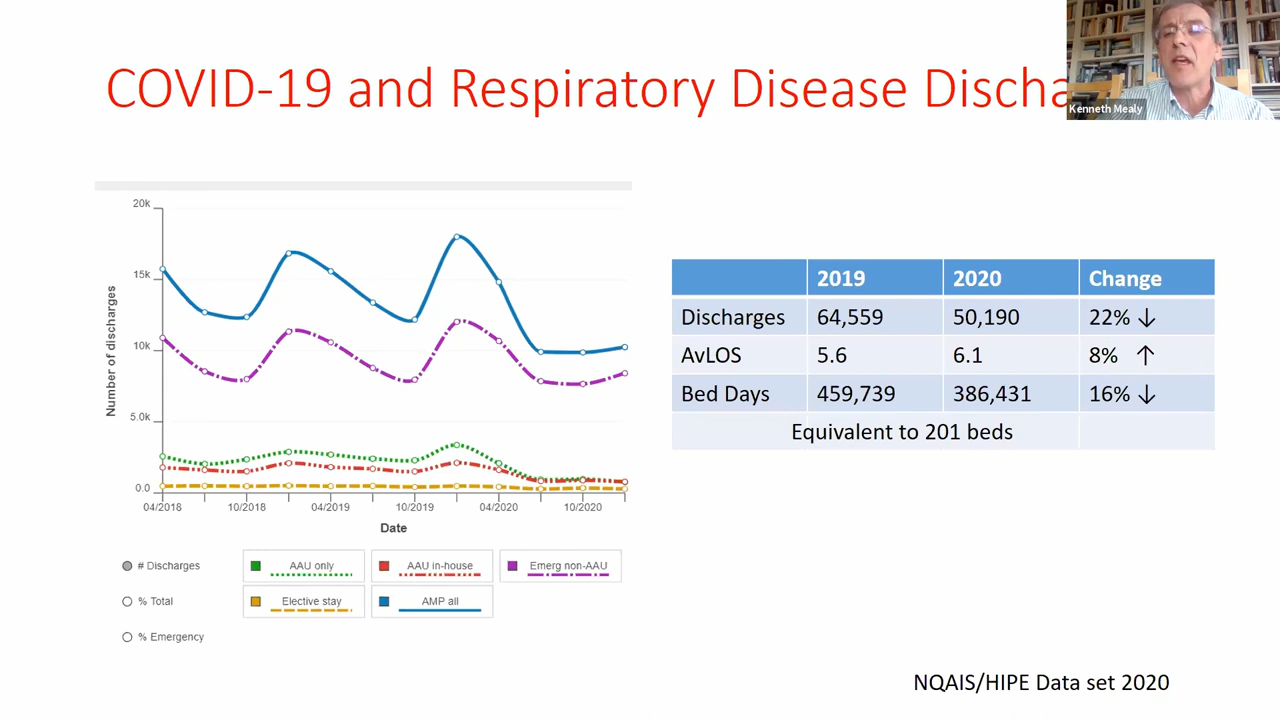 COVID-19 and Respiratory Disease Discha
Kenneth Mealy
20k
15k
10k
5.0k
0.0
Number of discharges
04/2018 10/2018 04/2019 10/2019 04/2020 10/2020
Date
# Discharges AAU only AAU in-house Emerg non-AAU
% Total Elective stay AMP all
% Emergency
2019 2020 Change
Discharges 64,559 50,190 22% ↓
AvLOS 5.6 6.1 8% ↑
Bed Days 459,739 386,431 16% ↓
Equivalent to 201 beds
NQAIS/HIPE Data set 2020